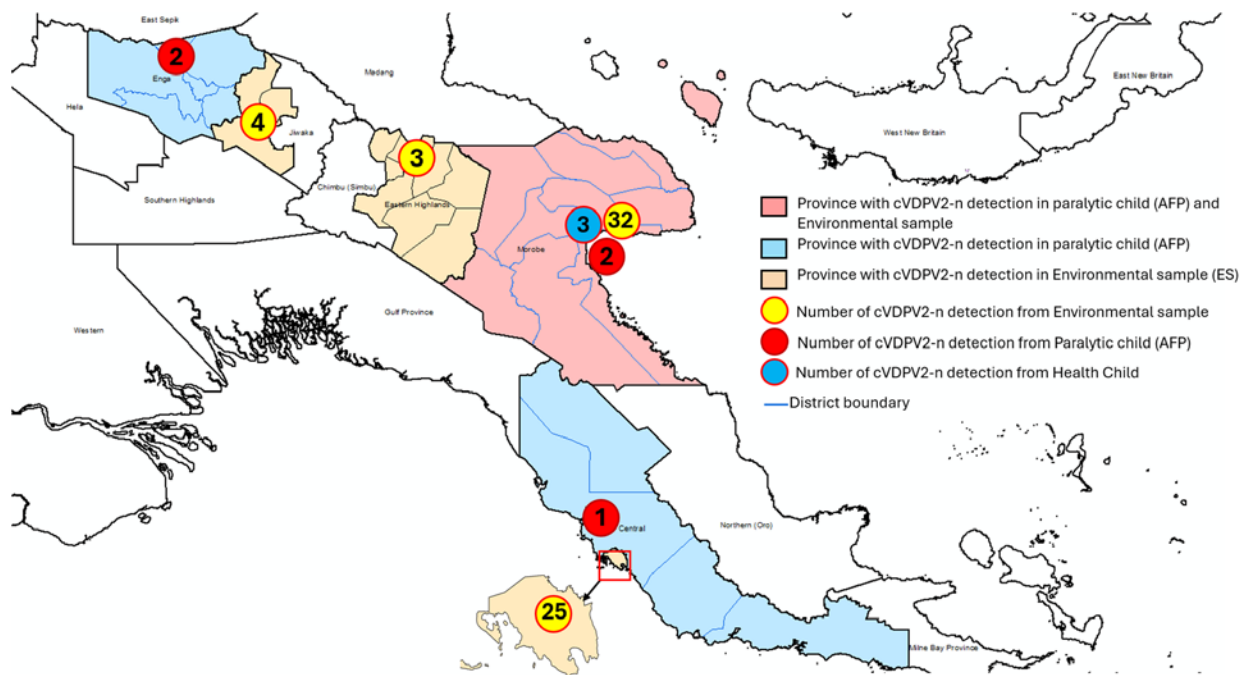 East Sepik
2
Enga
Madang
East New Britain
Hela
4
Jiwaka
West New Britain
3
Chimbu (Simbu)
Southern Highlands
Eastern Highlands
3
32
Morobe
2
Province with cVDPV2-n detection in paralytic child (AFP) and
Environmental sample
Province with cVDPV2-n detection in paralytic child (AFP)
Province with cVDPV2-n detection in Environmental sample (ES)
Gulf Province
Number of cVDPV2-n detection from Environmental sample
Western
Number of cVDPV2-n detection from Paralytic child (AFP)
Number of cVDPV2-n detection from Health Child
District boundary
1
Central
Northern (Oro)
25
Milne Bay Province